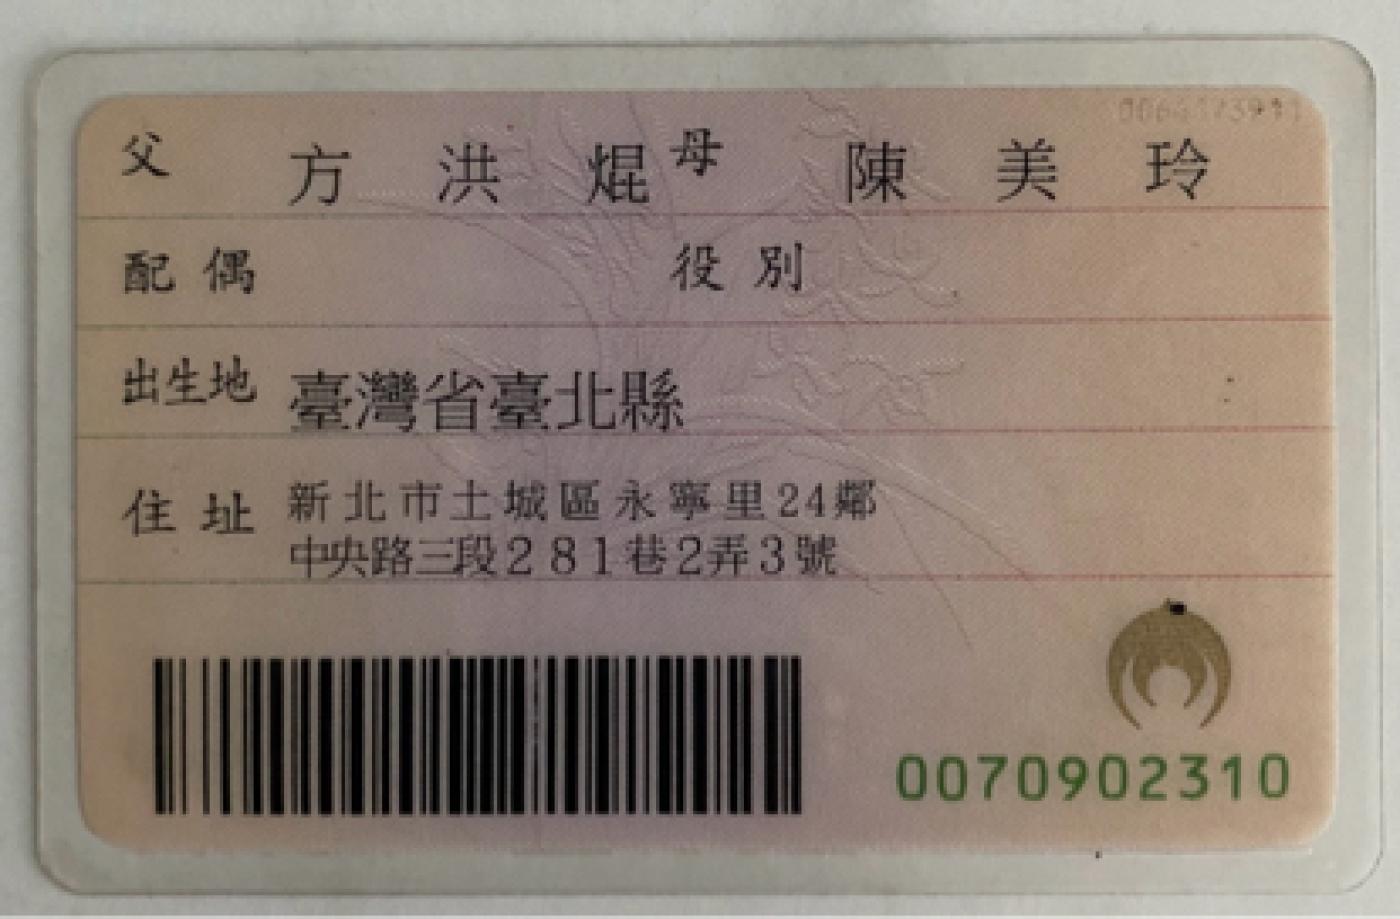 父 方洪焜 母 陳美玲
配偶 役別
出生地 臺灣省臺北縣
住址 新北市土城區永寧里24鄰
中央路三段281巷2弄3號
0070902310